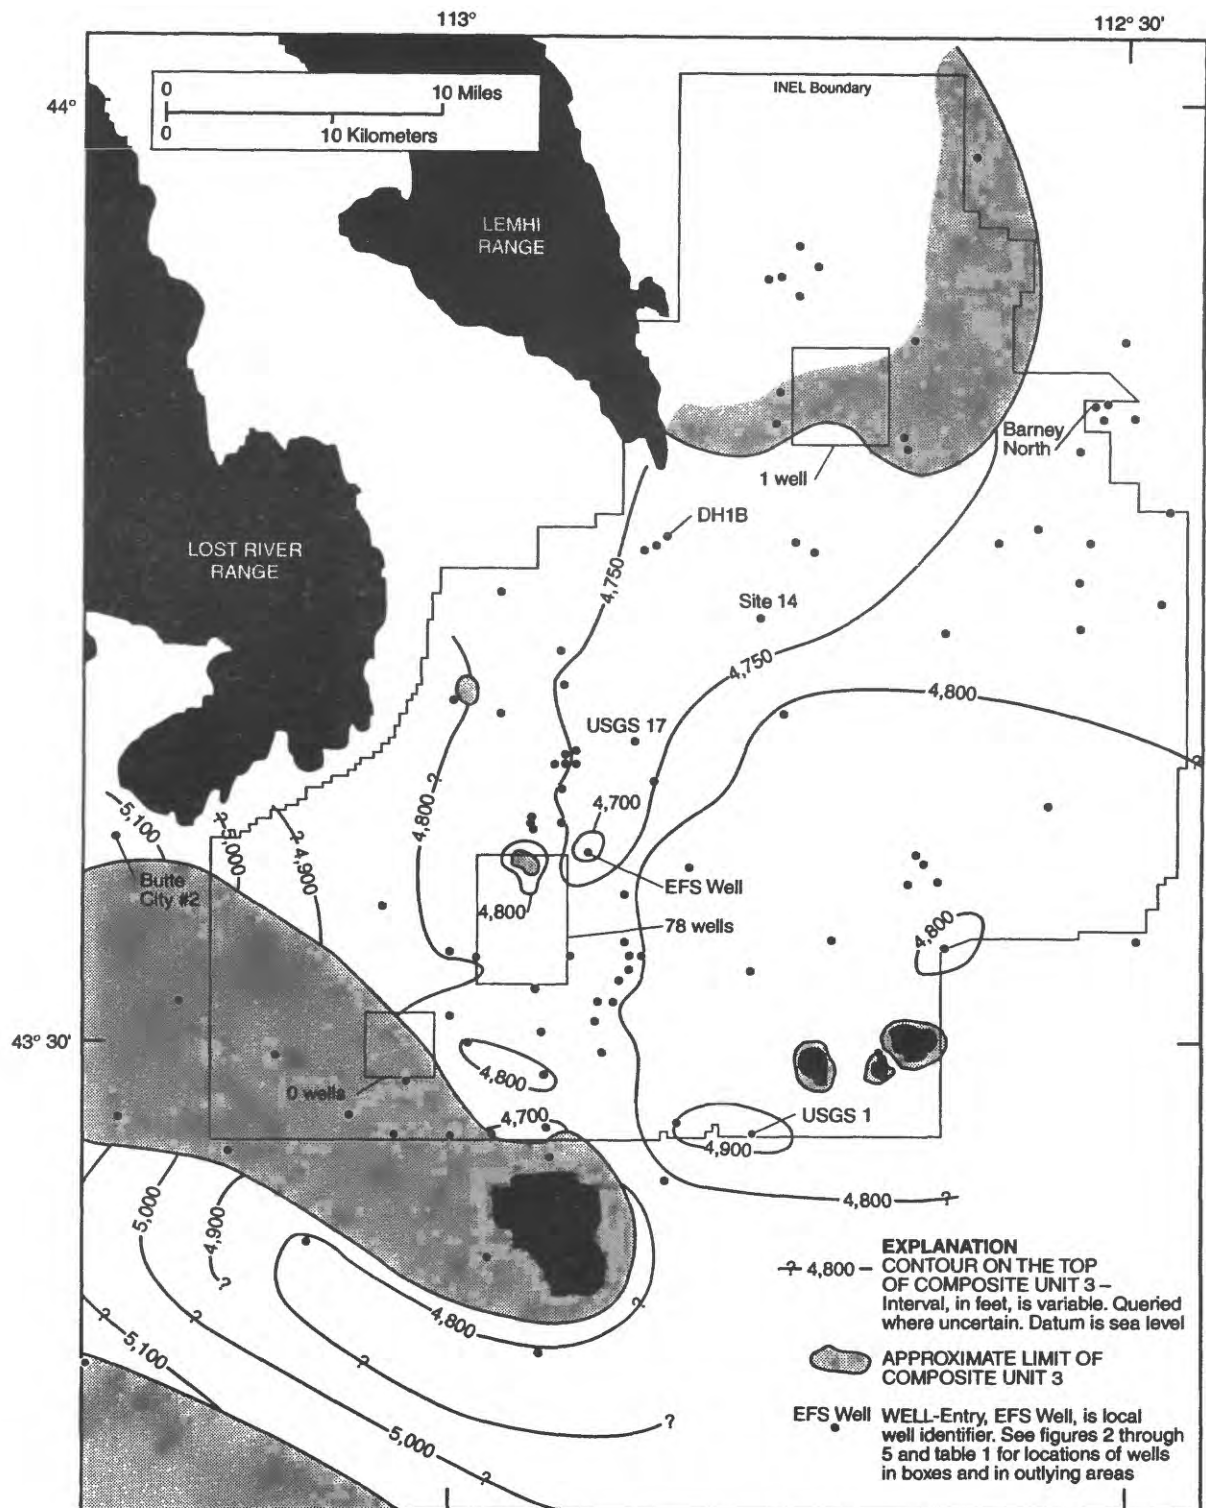 113°
112° 30'
44°
0
10 Miles
0
10 Kilometers
INEL Boundary
LEMHI
RANGE
Barney
North
1 well
DH1B
LOST RIVER
RANGE
4,750
Site 14
4,750
4,800
USGS 17
?
4,800
?
4,700
5,100
?
5,000
?
4,900
Butte
City #2
EFS Well
4,800
78 wells
4,800
43° 30'
4,800
0 wells
4,700
USGS 1
4,900
4,800
?
5,000
4,900
?
4,800
?
?
?
?
?
5,100
?
5,000
?
EXPLANATION
? 4,800 – CONTOUR ON THE TOP
OF COMPOSITE UNIT 3 –
Interval, in feet, is variable. Queried
where uncertain. Datum is sea level
APPROXIMATE LIMIT OF
COMPOSITE UNIT 3
EFS Well WELL-Entry, EFS Well, is local
well identifier. See figures 2 through
5 and table 1 for locations of wells
in boxes and in outlying areas